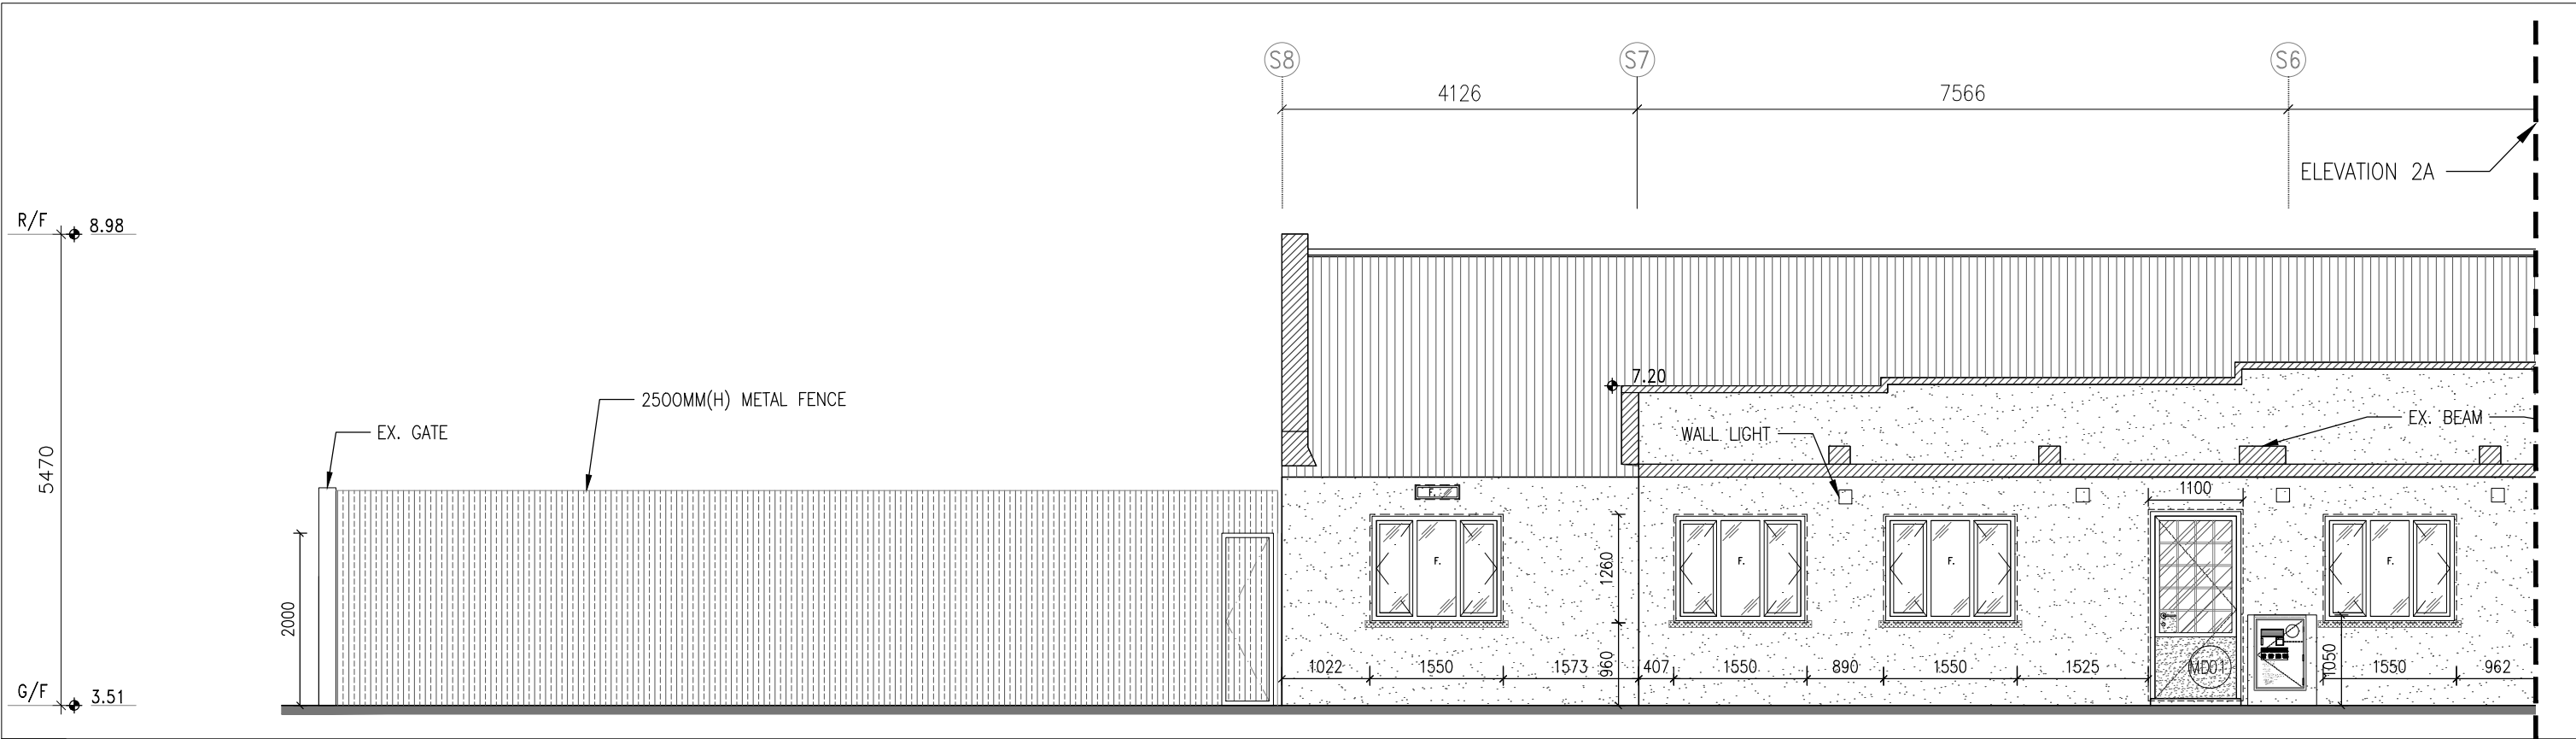 S8
S7
S6
4126
7566
ELEVATION 2A
R/F
8.98
7.20
2500MM(H) METAL FENCE
EX. BEAM
EX. GATE
WALL LIGHT
5470
F.
1100
F.
F.
F.
F.
1260
2000
1022
1550
1573
960
407
1550
890
1550
1525
MD01
1050
1550
962
G/F
3.51